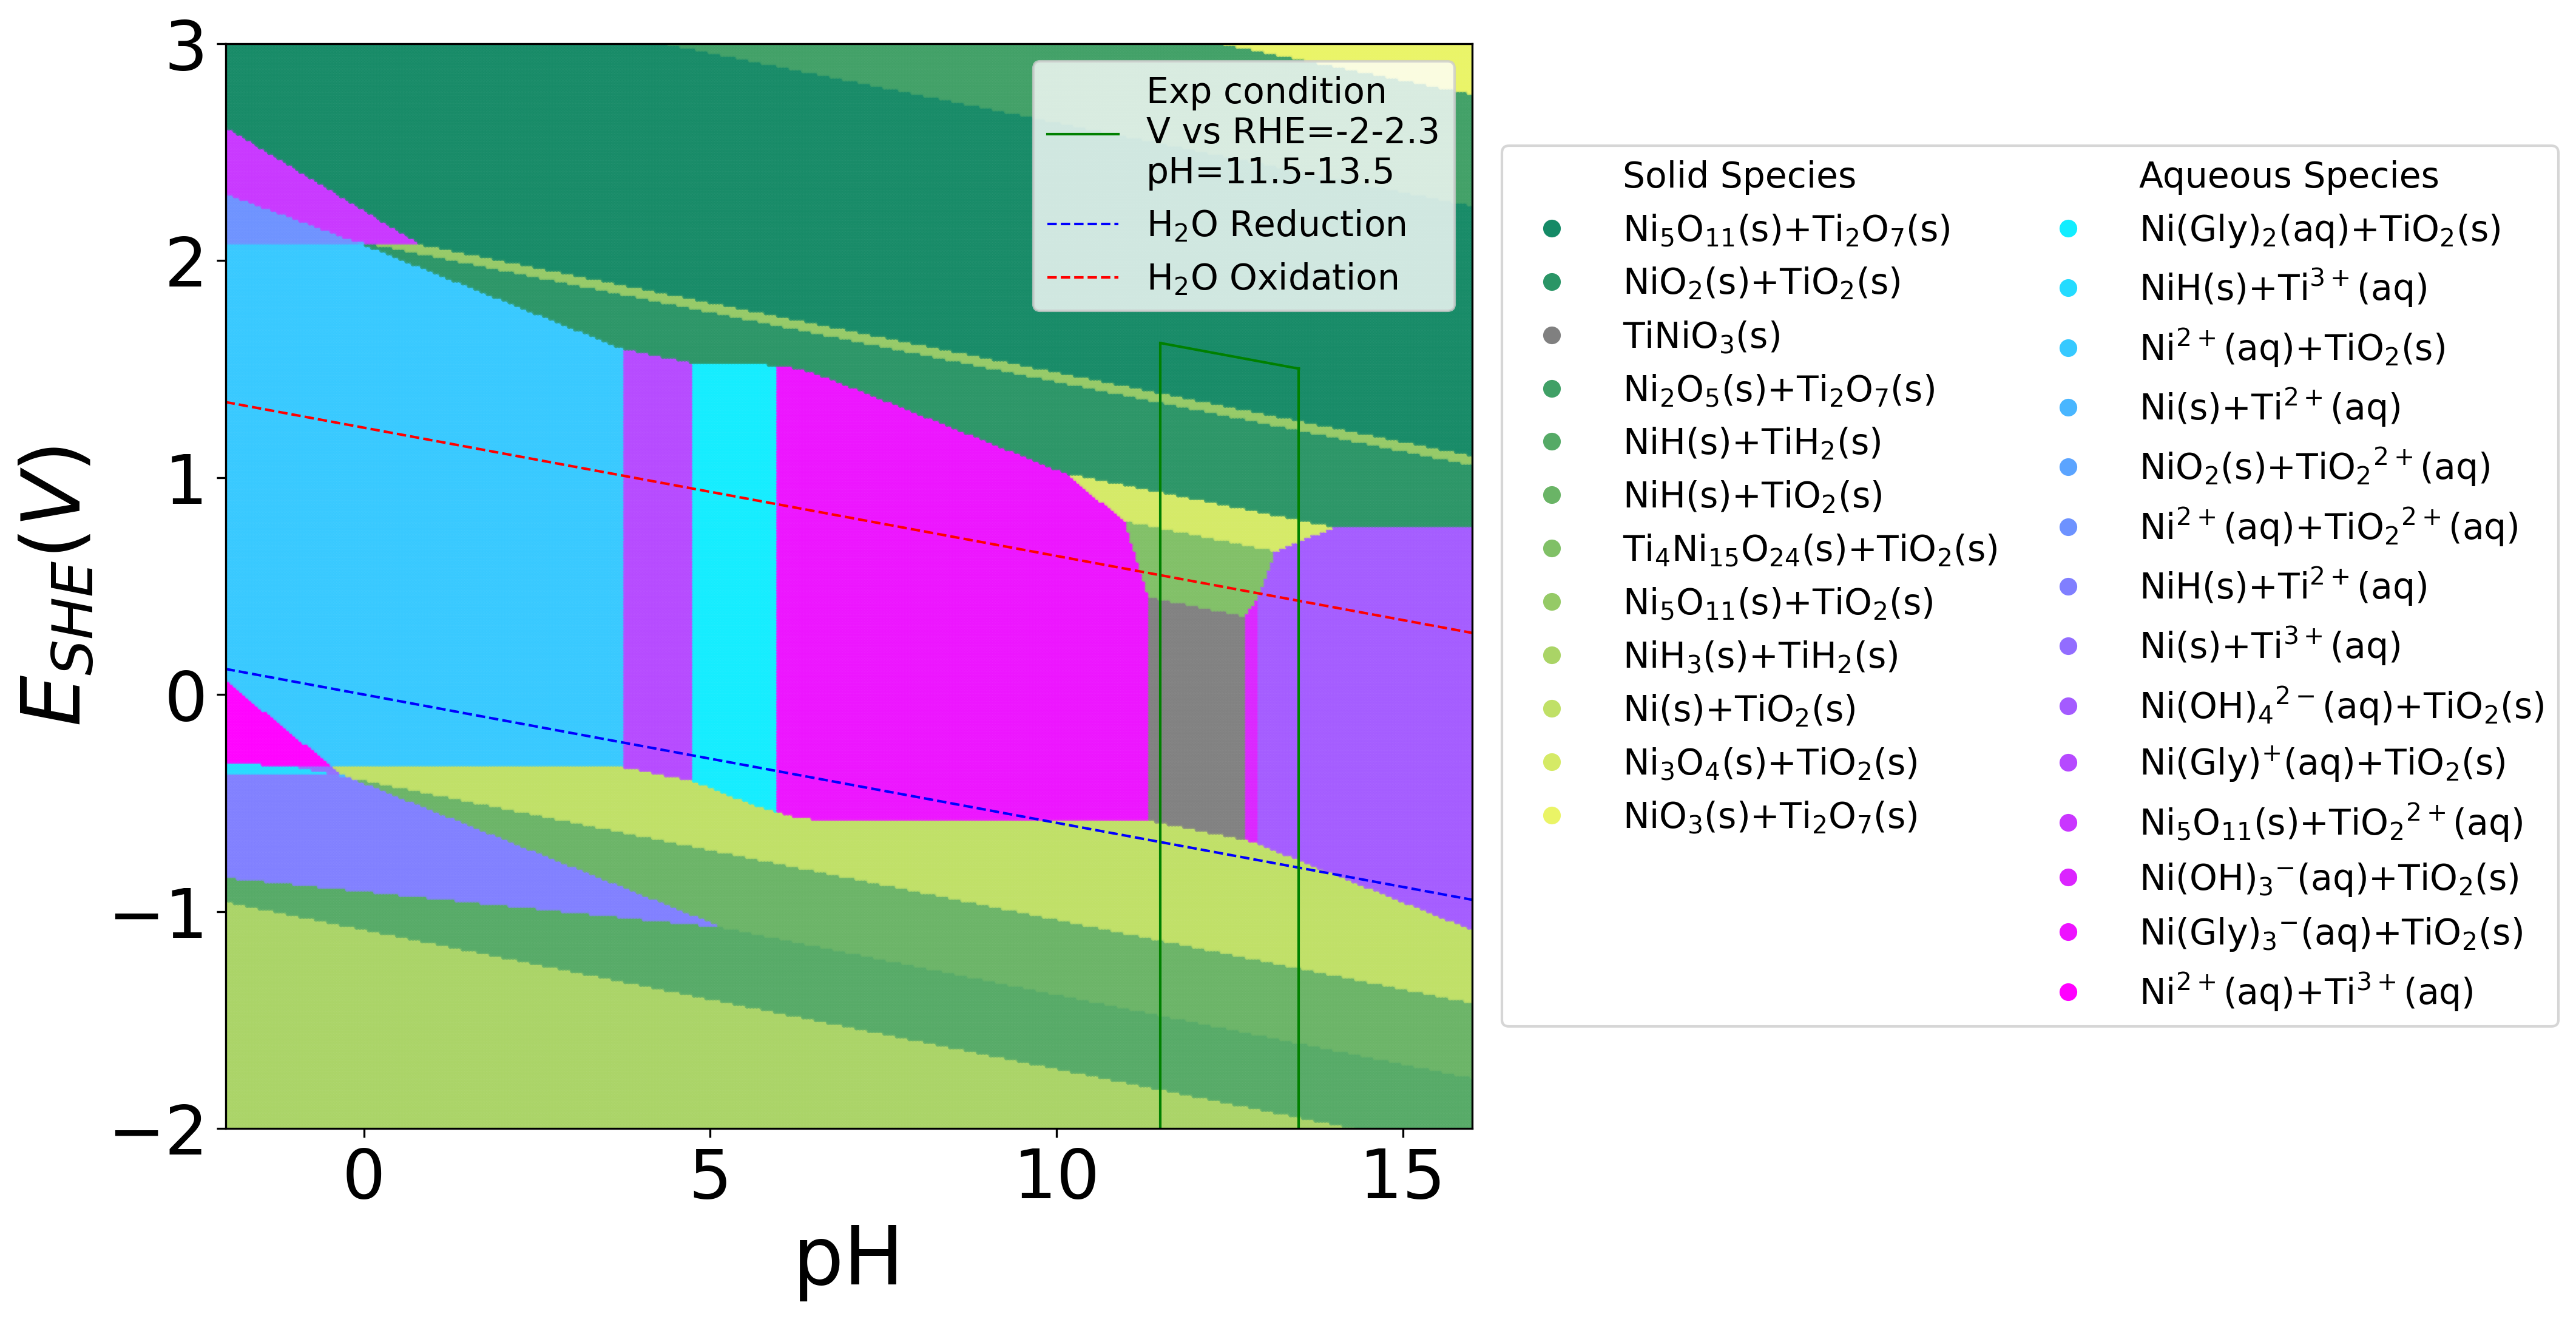 3
2
1
0
−1
−2
E_SHE(V)
0
5
10
15
pH
Exp condition
V vs RHE=-2-2.3
pH=11.5-13.5
H₂O Reduction
H₂O Oxidation
Solid Species
Ni₅O₁₁(s)+Ti₂O₇(s)
NiO₂(s)+TiO₂(s)
TiNiO₃(s)
Ni₂O₅(s)+Ti₂O₇(s)
NiH(s)+TiH₂(s)
NiH(s)+TiO₂(s)
Ti₄Ni₁₅O₂₄(s)+TiO₂(s)
Ni₅O₁₁(s)+TiO₂(s)
NiH₃(s)+TiH₂(s)
Ni(s)+TiO₂(s)
Ni₃O₄(s)+TiO₂(s)
NiO₃(s)+Ti₂O₇(s)
Aqueous Species
Ni(Gly)₂(aq)+TiO₂(s)
NiH(s)+Ti³⁺(aq)
Ni²⁺(aq)+TiO₂(s)
Ni(s)+Ti²⁺(aq)
NiO₂(s)+TiO₂²⁺(aq)
Ni²⁺(aq)+TiO₂²⁺(aq)
NiH(s)+Ti²⁺(aq)
Ni(s)+Ti³⁺(aq)
Ni(OH)₄²⁻(aq)+TiO₂(s)
Ni(Gly)⁺(aq)+TiO₂(s)
Ni₅O₁₁(s)+TiO₂²⁺(aq)
Ni(OH)₃⁻(aq)+TiO₂(s)
Ni(Gly)₃⁻(aq)+TiO₂(s)
Ni²⁺(aq)+Ti³⁺(aq)